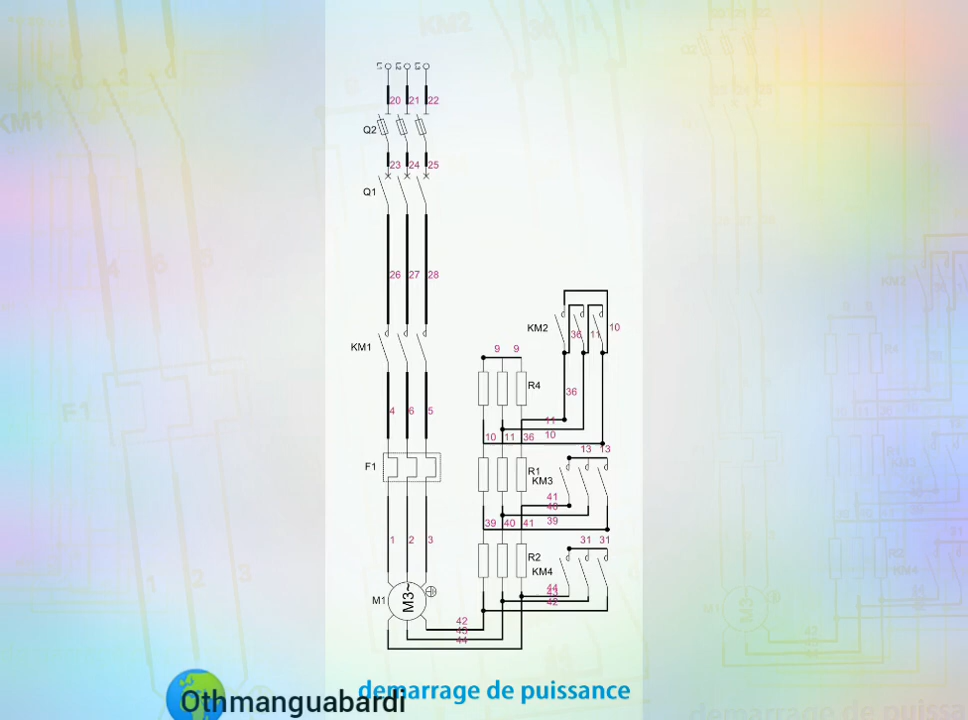 20 21 22
Q2
23 24 25
Q1
26 27 28
KM2 36 11 10
KM1
9 9
R4
36
4 6 5
11
10
10 11 36
13 13
F1
R1
KM3
41
40
39 40 41 39
1 2 3
31 31
R2
KM4
44
43
42
M1 M3~
42
43
44
demarrage de puissance
Othmanguabardi